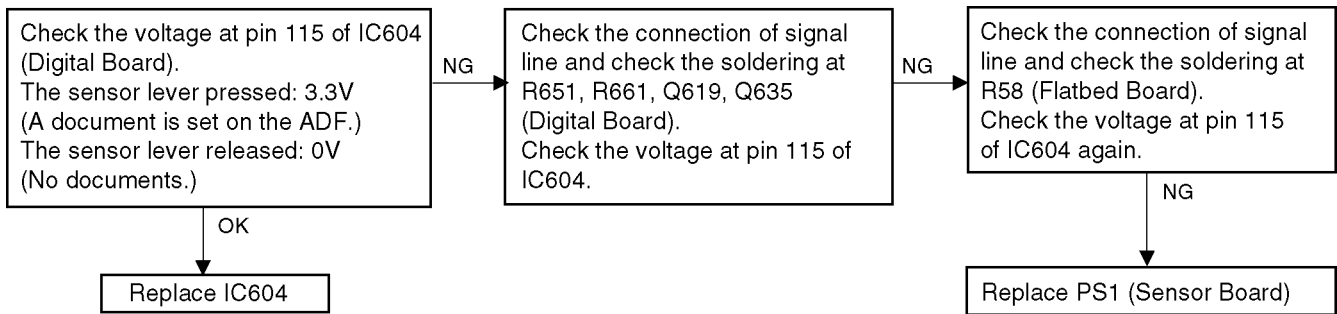 Check the voltage at pin 115 of IC604
(Digital Board).
The sensor lever pressed: 3.3V
(A document is set on the ADF.)
The sensor lever released: 0V
(No documents.)
NG
Check the connection of signal
line and check the soldering at
R651, R661, Q619, Q635
(Digital Board).
Check the voltage at pin 115 of
IC604.
NG
Check the connection of signal
line and check the soldering at
R58 (Flatbed Board).
Check the voltage at pin 115
of IC604 again.
OK
NG
Replace IC604
Replace PS1 (Sensor Board)